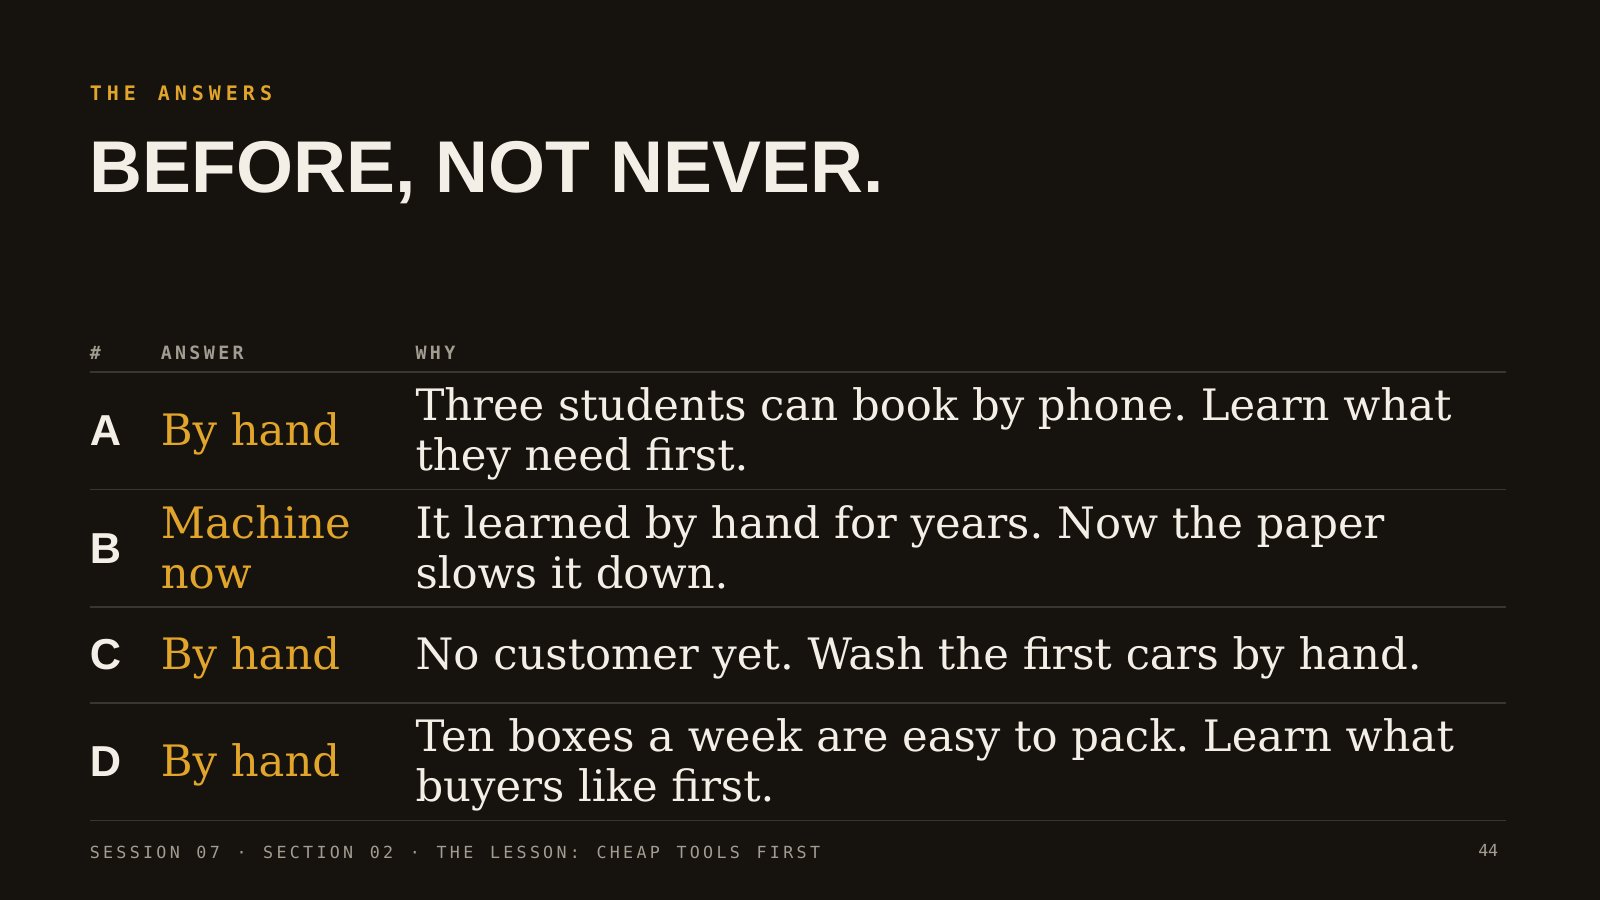 THE ANSWERS
BEFORE, NOT NEVER.
# ANSWER WHY
A By hand Three students can book by phone. Learn what
they need first.
B Machine now It learned by hand for years. Now the paper
slows it down.
C By hand No customer yet. Wash the first cars by hand.
D By hand Ten boxes a week are easy to pack. Learn what
buyers like first.
SESSION 07 · SECTION 02 · THE LESSON: CHEAP TOOLS FIRST 44